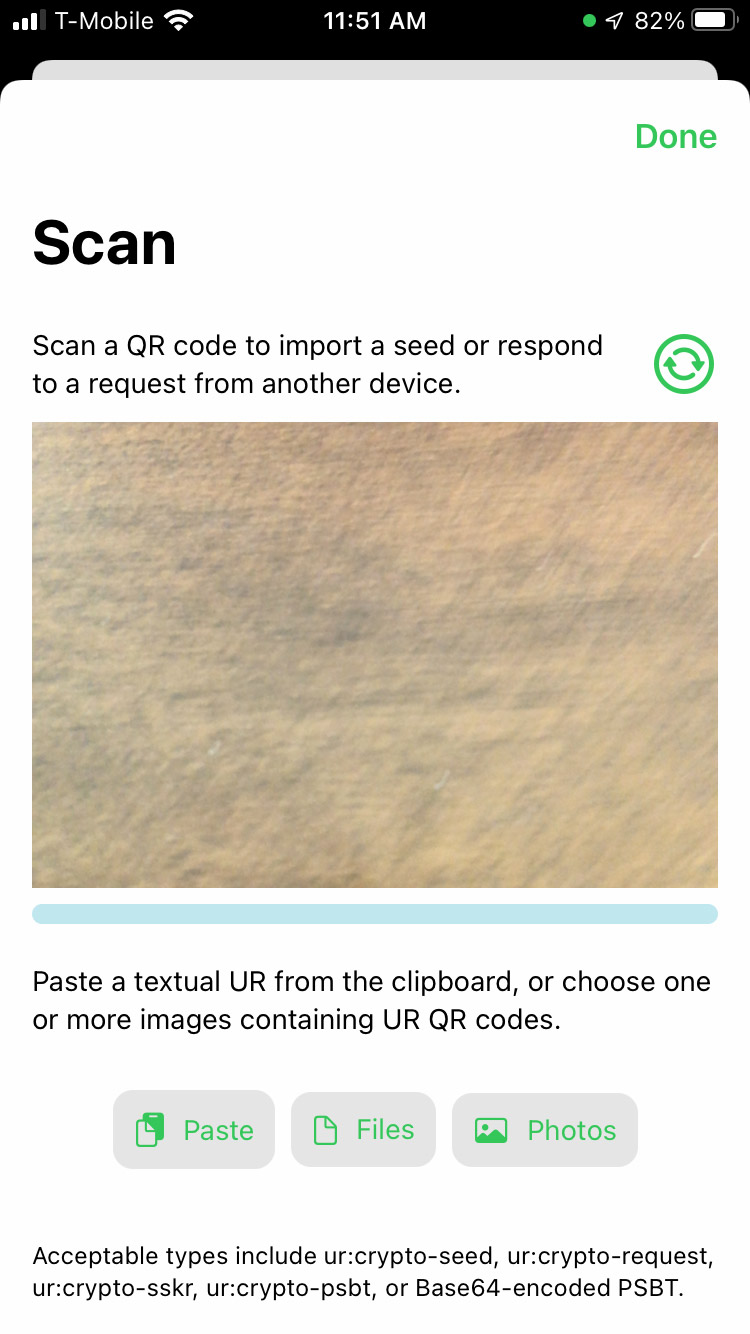 T-Mobile 11:51 AM 82%
Done
Scan
Scan a QR code to import a seed or respond
to a request from another device.
Paste a textual UR from the clipboard, or choose one
or more images containing UR QR codes.
Paste Files Photos
Acceptable types include ur:crypto-seed, ur:crypto-request,
ur:crypto-sskr, ur:crypto-psbt, or Base64-encoded PSBT.